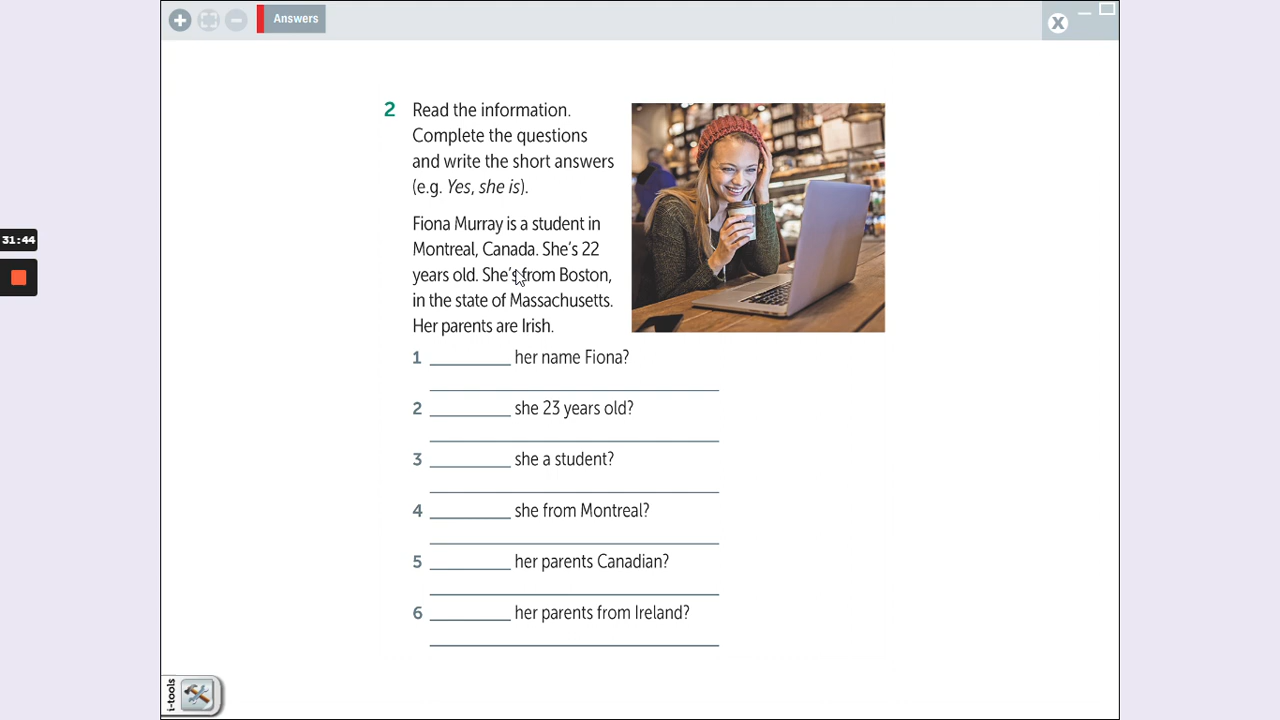 Answers
X
31:44
2 Read the information.
Complete the questions
and write the short answers
(e.g. Yes, she is).
Fiona Murray is a student in
Montreal, Canada. She's 22
years old. She's from Boston,
in the state of Massachusetts.
Her parents are Irish.
1 __________ her name Fiona?
2 __________ she 23 years old?
3 __________ she a student?
4 __________ she from Montreal?
5 __________ her parents Canadian?
6 __________ her parents from Ireland?
i-tools